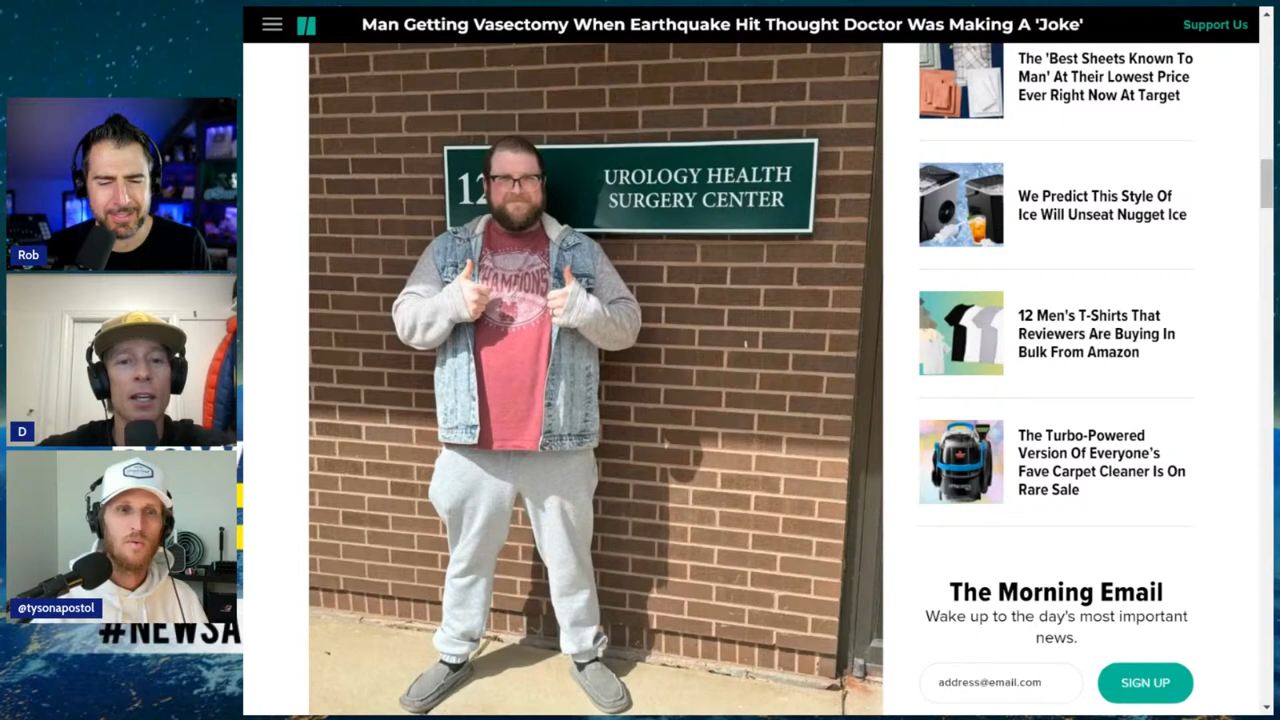 Man Getting Vasectomy When Earthquake Hit Thought Doctor Was Making A 'Joke'
Support Us
Rob
D
@tysonapostol
#NEWSA
12
UROLOGY HEALTH
SURGERY CENTER
CHAMPIONS
The 'Best Sheets Known To
Man' At Their Lowest Price
Ever Right Now At Target
We Predict This Style Of
Ice Will Unseat Nugget Ice
12 Men's T-Shirts That
Reviewers Are Buying In
Bulk From Amazon
The Turbo-Powered
Version Of Everyone's
Fave Carpet Cleaner Is On
Rare Sale
The Morning Email
Wake up to the day's most important
news.
address@email.com
SIGN UP